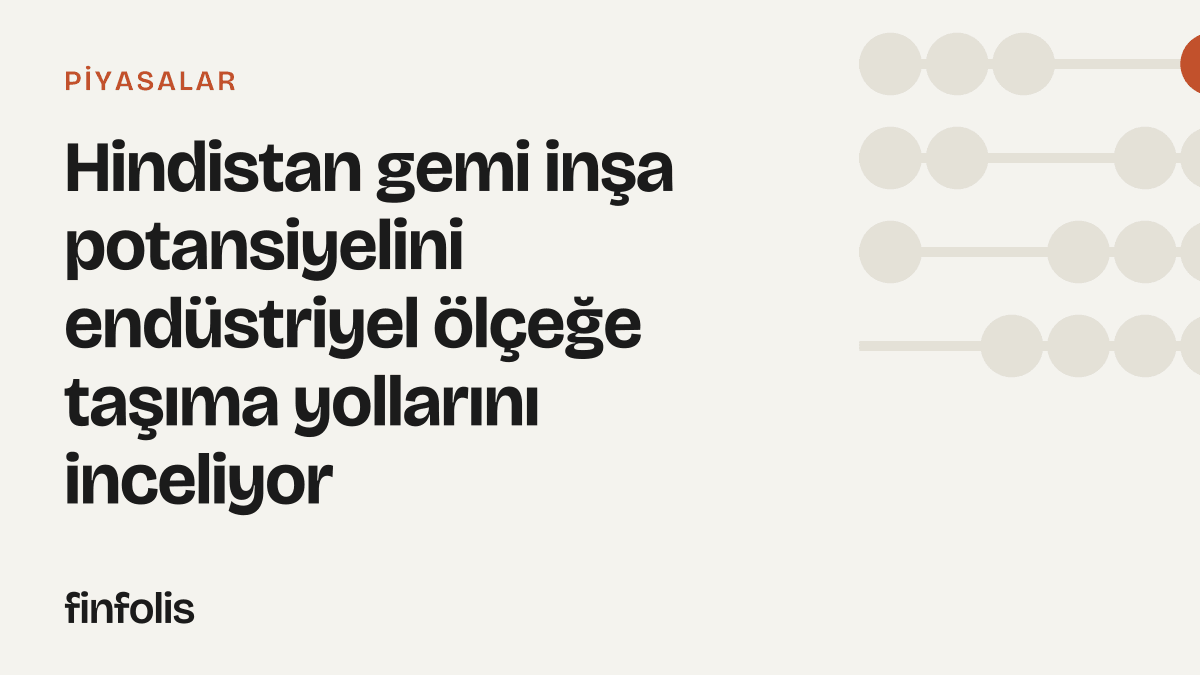 PİYASALAR
Hindistan gemi inşa
potansiyelini
endüstriyel ölçeğe
taşıma yollarını
inceliyor
finfolis